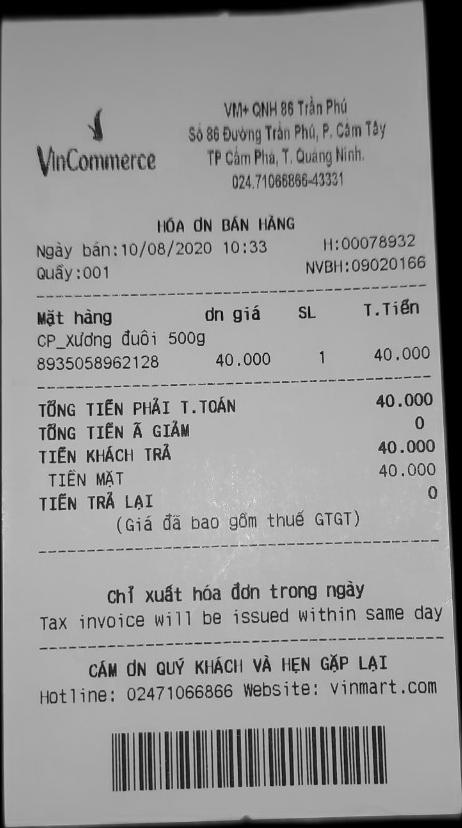 VinCommerce
VM+ QNH 86 Trần Phú
Số 86 Đường Trần Phú, P. Cẩm Tây
TP Cẩm Phả, T. Quảng Ninh.
024.71066866-43331
HÓA ƠN BÁN HÀNG
Ngày bán:10/08/2020 10:33 H:00078932
Quầy:001 NVBH:09020166
Mặt hàng ơn giá SL T.Tiền
CP_Xương đuôi 500g
8935058962128 40.000 1 40.000
TỔNG TIỀN PHẢI T.TOÁN 40.000
TỔNG TIỀN Ã GIẢM 0
TIỀN KHÁCH TRẢ 40.000
TIỀN MẶT 40.000
TIỀN TRẢ LẠI 0
(Giá đã bao gồm thuế GTGT)
Chỉ xuất hóa đơn trong ngày
Tax invoice will be issued within same day
CẢM ƠN QUÝ KHÁCH VÀ HẸN GẶP LẠI
Hotline: 02471066866 Website: vinmart.com